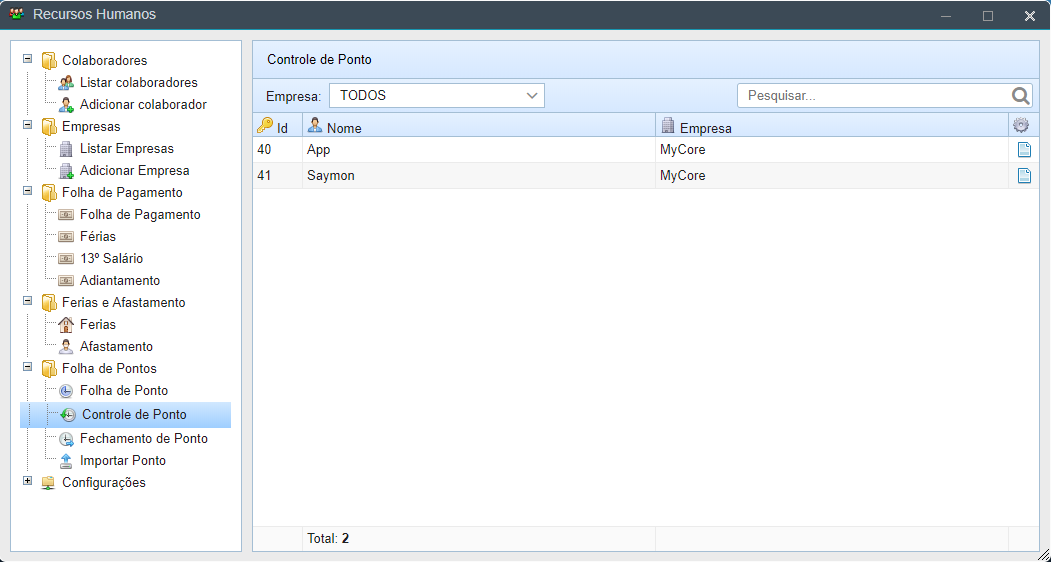 Recursos Humanos
Colaboradores
Listar colaboradores
Adicionar colaborador
Empresas
Listar Empresas
Adicionar Empresa
Folha de Pagamento
Folha de Pagamento
Férias
13º Salário
Adiantamento
Ferias e Afastamento
Ferias
Afastamento
Folha de Pontos
Folha de Ponto
Controle de Ponto
Fechamento de Ponto
Importar Ponto
Configurações
Controle de Ponto
Empresa: TODOS Pesquisar...
Id Nome Empresa
40 App MyCore
41 Saymon MyCore
Total: 2